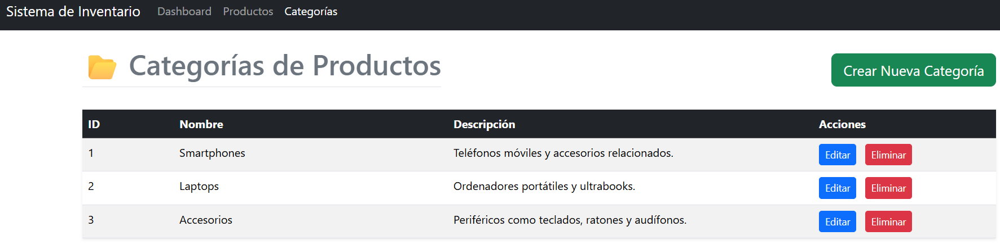 Sistema de Inventario Dashboard Productos Categorías
Categorías de Productos
Crear Nueva Categoría
ID Nombre Descripción Acciones
1 Smartphones Teléfonos móviles y accesorios relacionados. Editar Eliminar
2 Laptops Ordenadores portátiles y ultrabooks. Editar Eliminar
3 Accesorios Periféricos como teclados, ratones y audífonos. Editar Eliminar